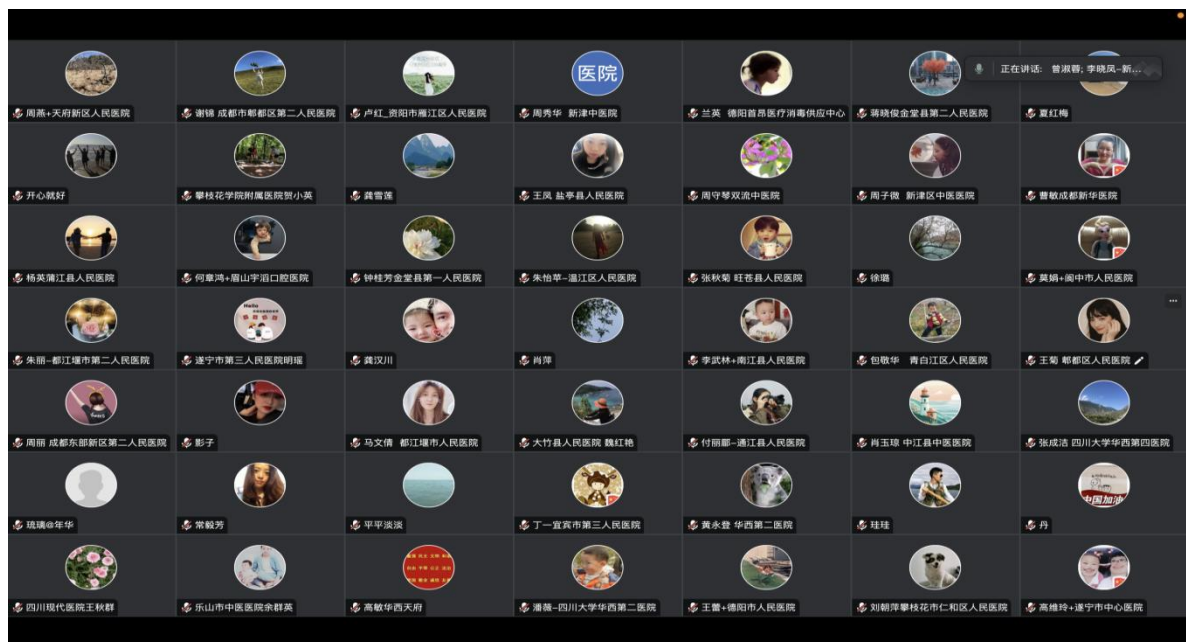 正在讲话: 曾淑蓉; 李晓凤-新...
医院
周燕+天府新区人民医院
谢锦 成都市郫都区第二人民医院
卢红_资阳市雁江区人民医院
周秀华 新津中医院
兰英 德阳首昂医疗消毒供应中心
蒋晓俊金堂县第二人民医院
夏红梅
开心就好
攀枝花学院附属医院贺小英
龚雪莲
王凤 盐亭县人民医院
周守琴双流中医院
周子微 新津区中医医院
曹敏成都新华医院
杨英蒲江县人民医院
何章鸿+眉山宇滔口腔医院
钟桂芳金堂县第一人民医院
朱怡苹-温江区人民医院
张秋菊 旺苍县人民医院
徐璐
莫娟+阆中市人民医院
朱丽-都江堰市第二人民医院
Hello
遂宁市第三人民医院明瑶
龚汉川
肖萍
李武林+南江县人民医院
包敬华 青白江区人民医院
王菊 郫都区人民医院
周丽 成都东部新区第二人民医院
影子
马文倩 都江堰市人民医院
大竹县人民医院 魏红艳
付丽郦-通江县人民医院
肖玉琼 中江县中医医院
张成洁 四川大学华西第四医院
中国加油
琉璃@年华
常毅芳
平平淡淡
丁一宜宾市第三人民医院
黄永登 华西第二医院
珪珪
丹
四川现代医院王秋群
乐山市中医医院余群英
高敏华西天府
潘薇-四川大学华西第二医院
王蕾+德阳市人民医院
刘朝萍攀枝花市仁和区人民医院
高维玲+遂宁市中心医院